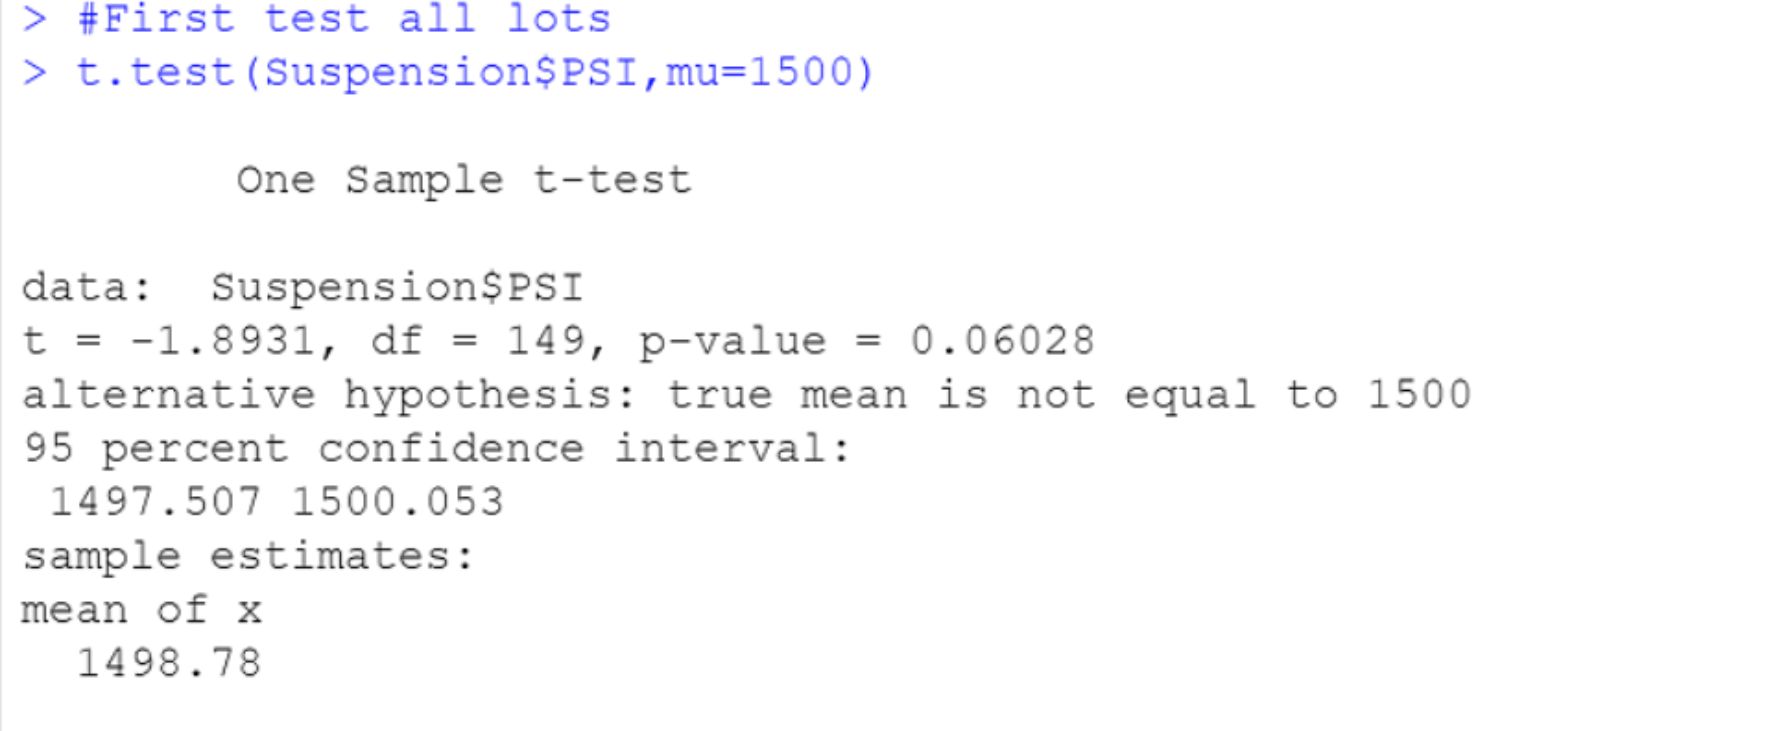 > #First test all lots
> t.test(Suspension$PSI,mu=1500)
One Sample t-test
data:  Suspension$PSI
t = -1.8931, df = 149, p-value = 0.06028
alternative hypothesis: true mean is not equal to 1500
95 percent confidence interval:
1497.507 1500.053
sample estimates:
mean of x
1498.78